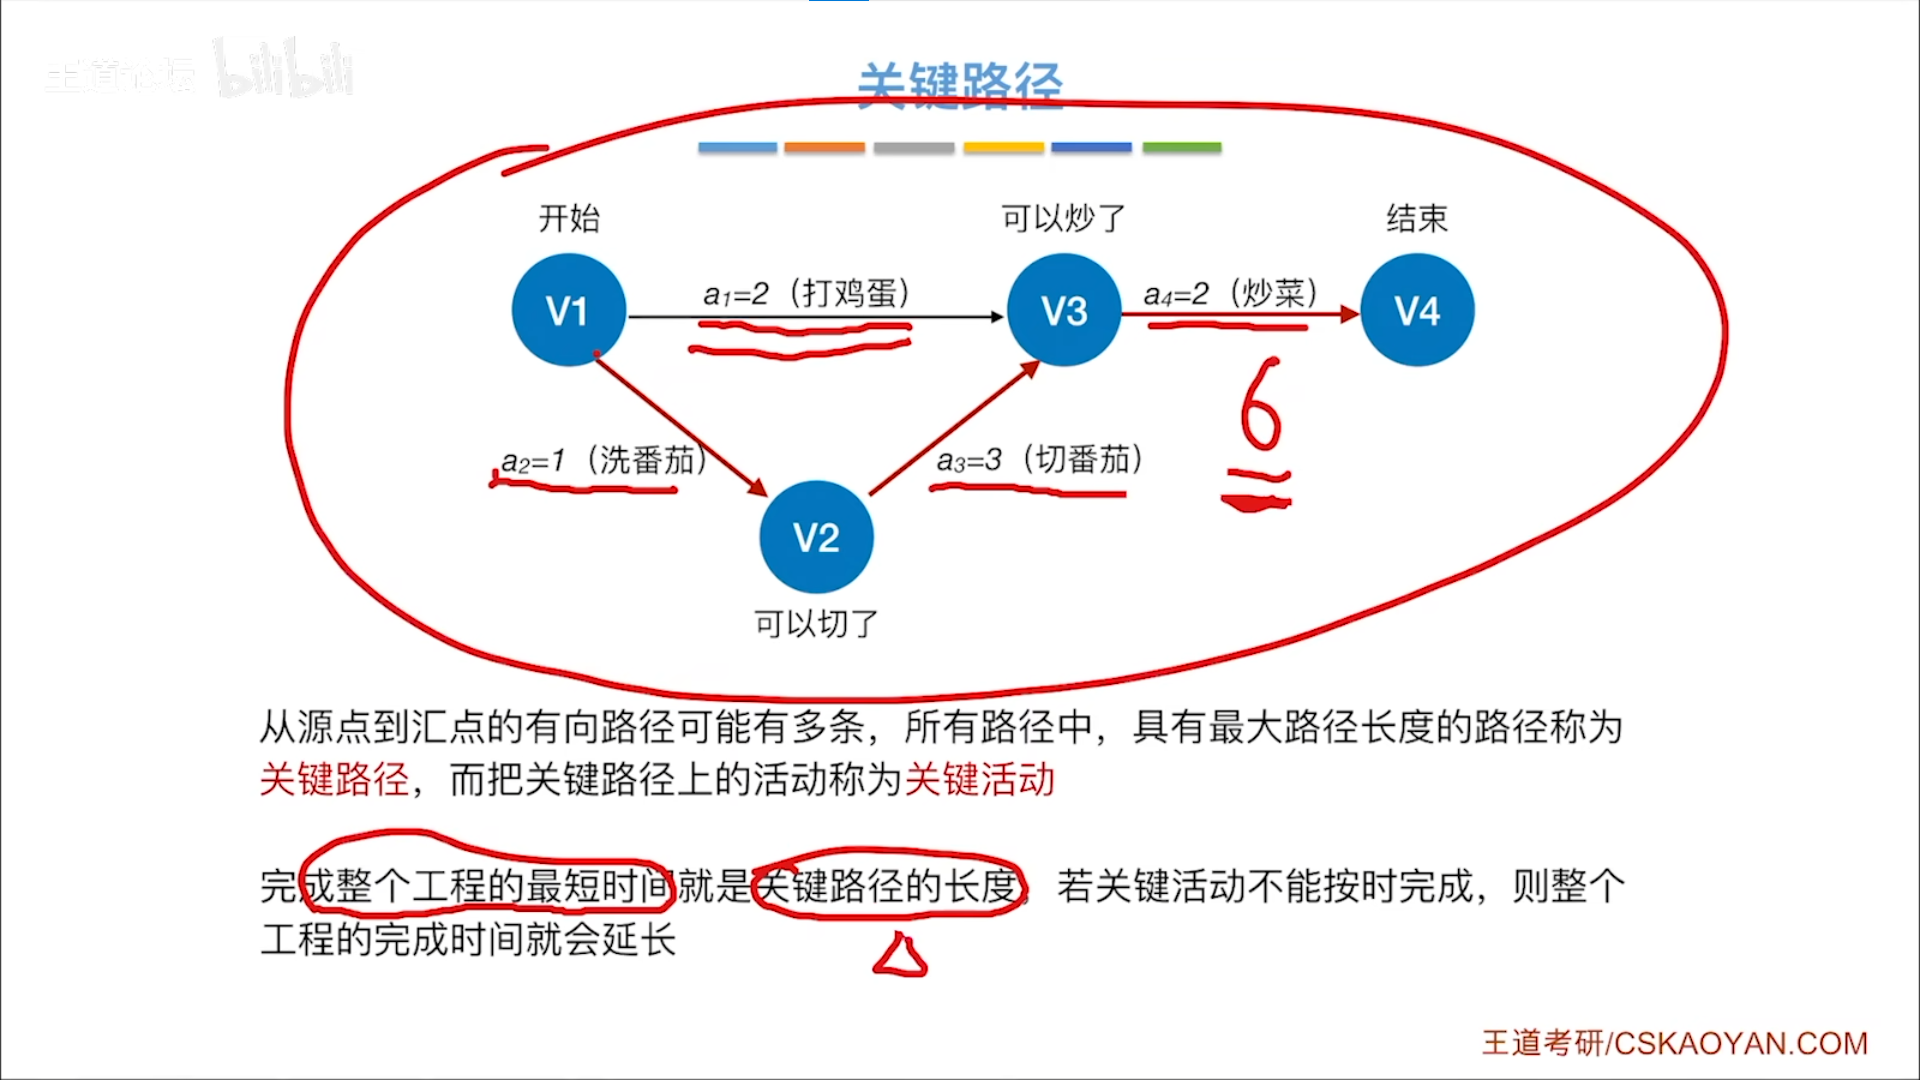 王道论坛 bilibili
关键路径
开始
可以炒了
结束
V1
a1=2（打鸡蛋）
V3
a4=2（炒菜）
V4
6
a2=1（洗番茄）
a3=3（切番茄）
V2
可以切了
从源点到汇点的有向路径可能有多条，所有路径中，具有最大路径长度的路径称为
关键路径，而把关键路径上的活动称为关键活动
完成整个工程的最短时间就是关键路径的长度，若关键活动不能按时完成，则整个
工程的完成时间就会延长
王道考研/CSKAOYAN.COM